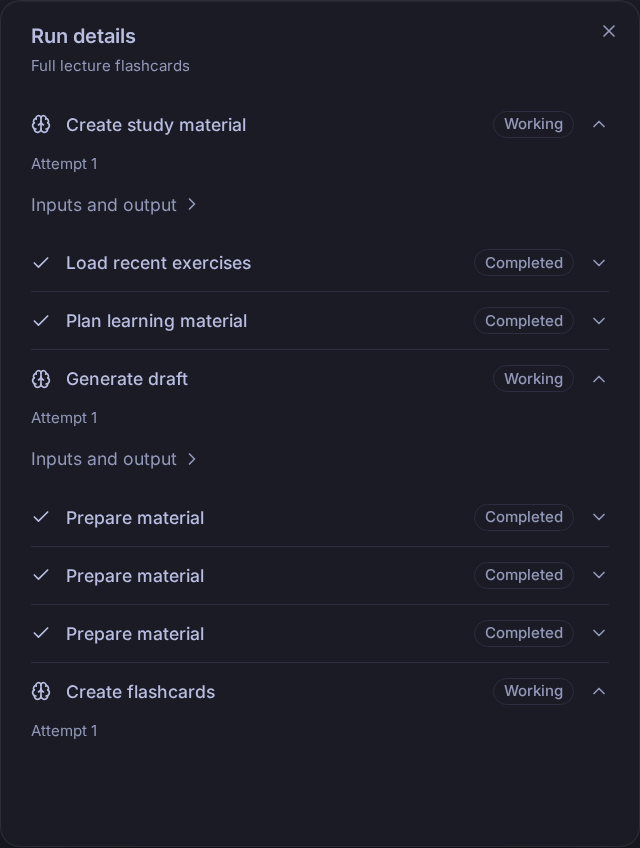 Run details
Full lecture flashcards
Create study material Working
Attempt 1
Inputs and output
Load recent exercises Completed
Plan learning material Completed
Generate draft Working
Attempt 1
Inputs and output
Prepare material Completed
Prepare material Completed
Prepare material Completed
Create flashcards Working
Attempt 1